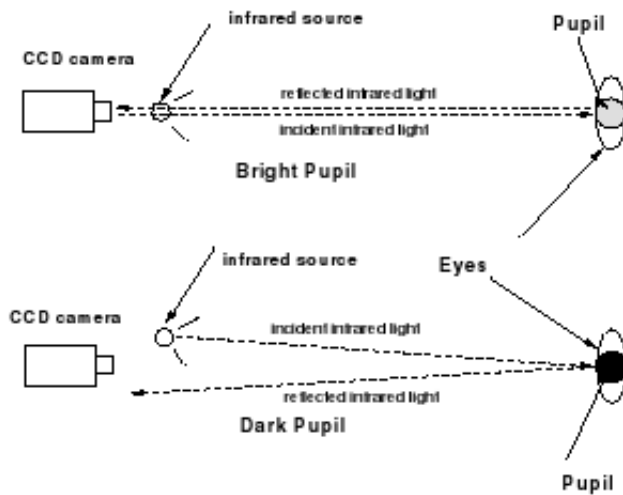 infrared source
Pupil
CCD camera
reflected infrared light
incident infrared light
Bright Pupil
infrared source
Eyes
CCD camera
incident infrared light
reflected infrared light
Dark Pupil
Pupil